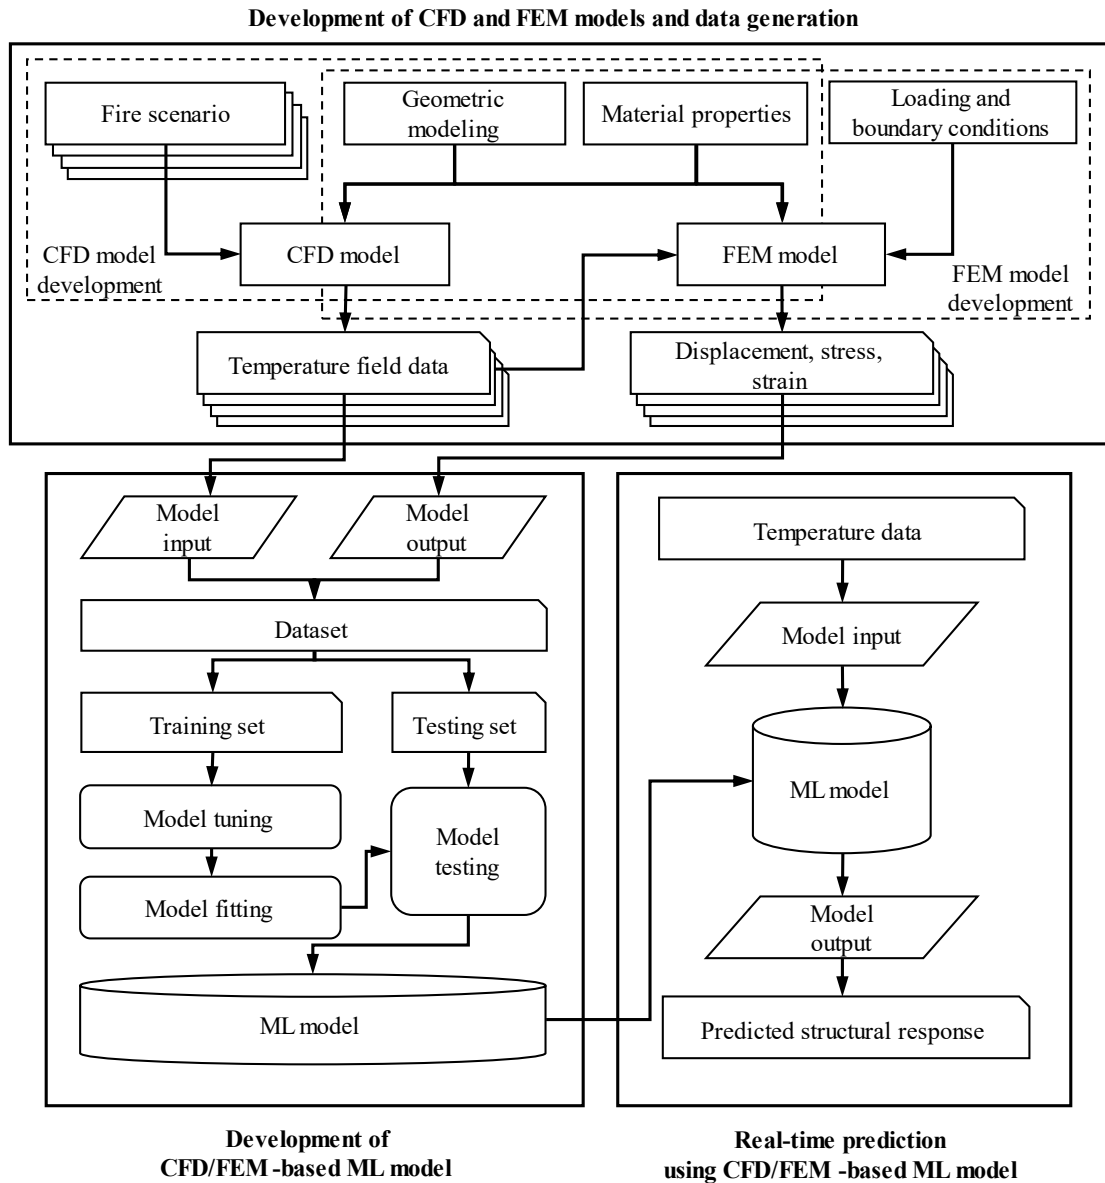 Development of CFD and FEM models and data generation
Fire scenario
Geometric
modeling
Material properties
Loading and
boundary conditions
CFD model
development
CFD model
FEM model
FEM model
development
Temperature field data
Displacement, stress,
strain
Model
input
Model
output
Dataset
Training set
Testing set
Model tuning
Model fitting
Model
testing
ML model
Development of
CFD/FEM -based ML model
Temperature data
Model input
ML model
Model
output
Predicted structural response
Real-time prediction
using CFD/FEM -based ML model